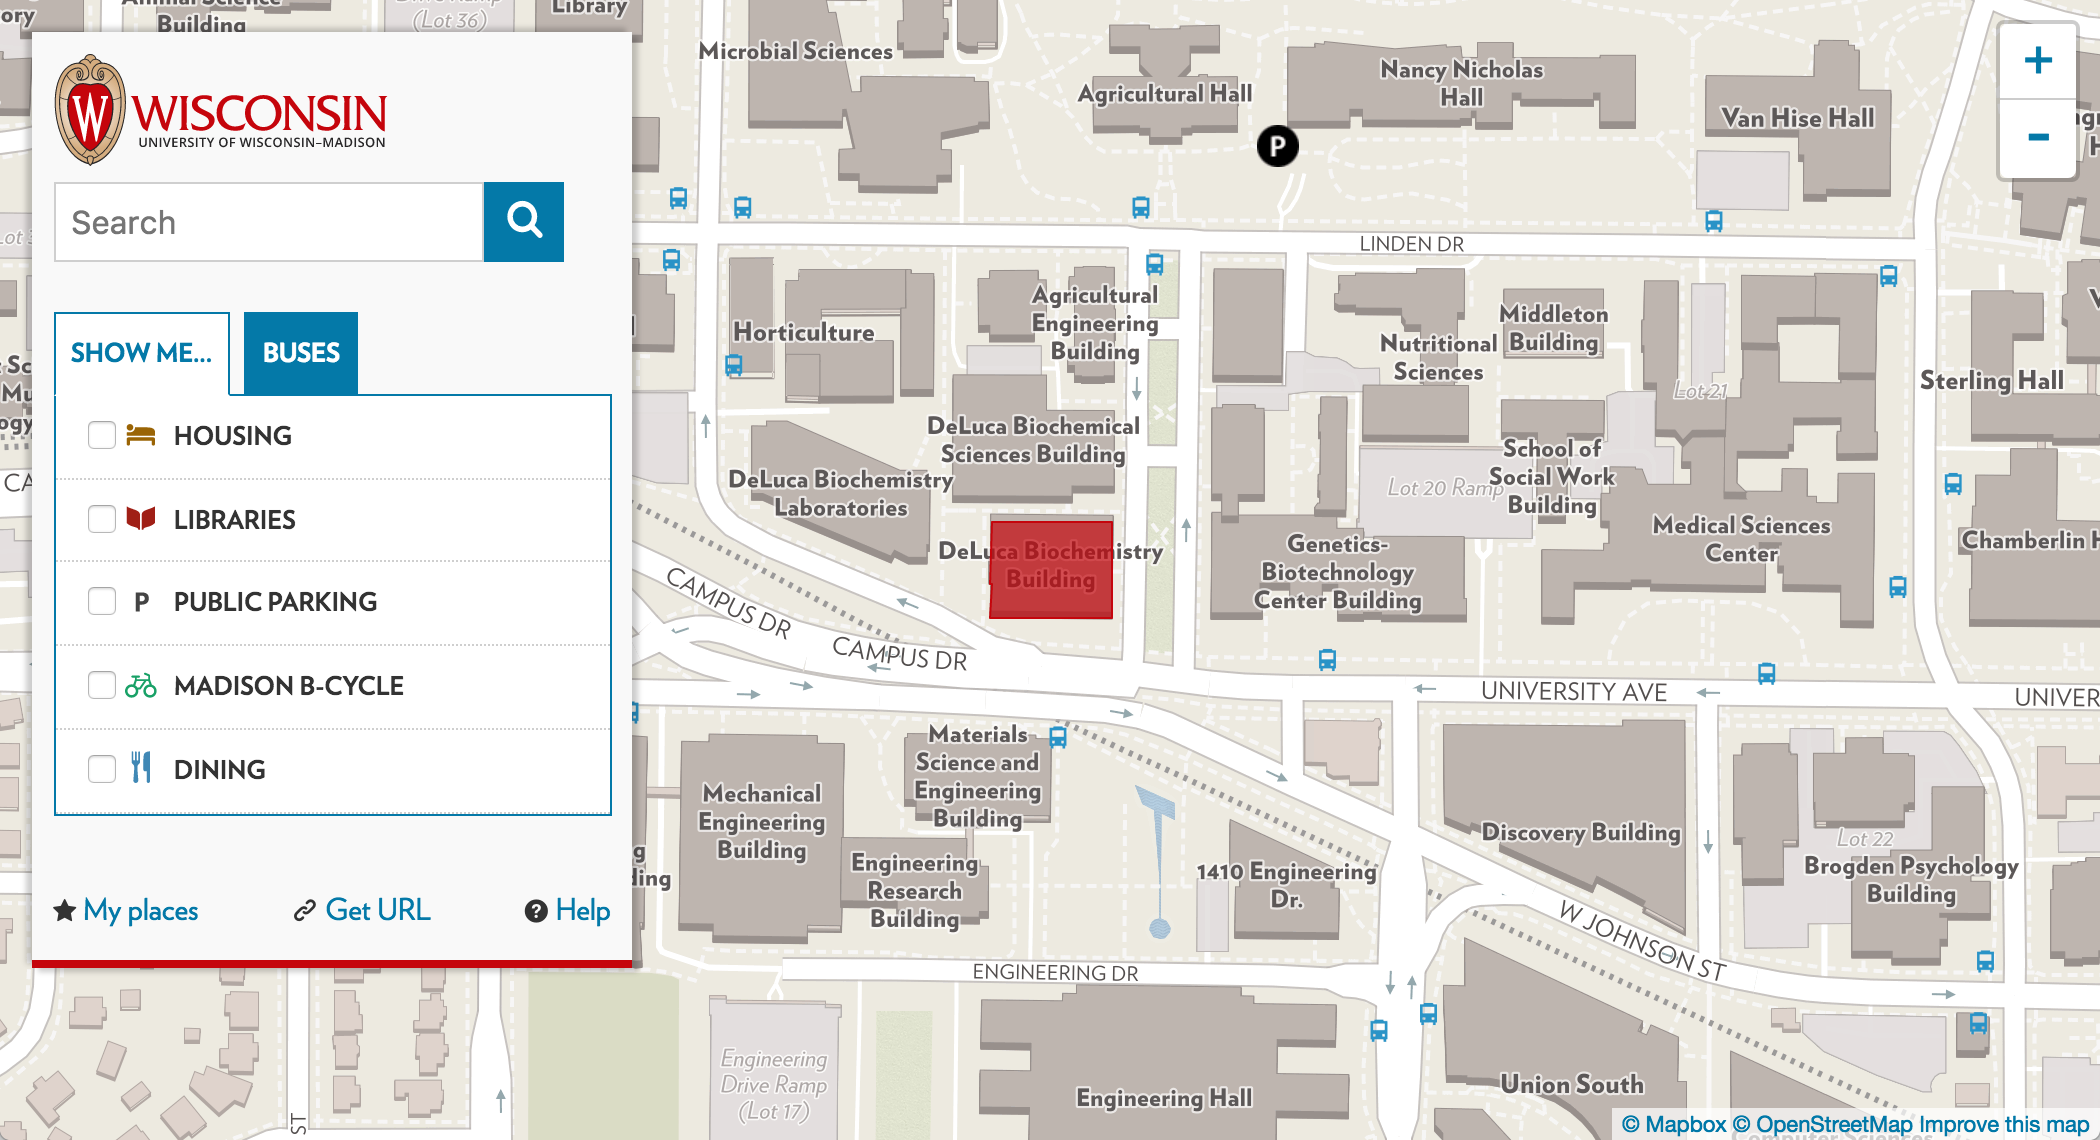 Building
(Lot 36)
Library
W
WISCONSIN
UNIVERSITY OF WISCONSIN–MADISON
Search
SHOW ME...
BUSES
HOUSING
LIBRARIES
P PUBLIC PARKING
MADISON B-CYCLE
DINING
My places
Get URL
? Help
Microbial Sciences
Agricultural Hall
Nancy Nicholas
Hall
P
Van Hise Hall
+
-
LINDEN DR
Horticulture
Agricultural
Engineering
Building
Nutritional
Sciences
Middleton
Building
Lot 21
Sterling Hall
DeLuca Biochemical
Sciences Building
DeLuca Biochemistry
Laboratories
DeLuca Biochemistry
Building
Lot 20 Ramp
School of
Social Work
Building
Genetics-
Biotechnology
Center Building
Medical Sciences
Center
Chamberlin H
CAMPUS DR
CAMPUS DR
UNIVERSITY AVE
UNIVER
Materials
Science and
Engineering
Building
Mechanical
Engineering
Building
Engineering
Research
Building
1410 Engineering
Dr.
Discovery Building
Lot 22
Brogden Psychology
Building
W JOHNSON ST
ENGINEERING DR
Engineering
Drive Ramp
(Lot 17)
Engineering Hall
Union South
ST
© Mapbox © OpenStreetMap Improve this map